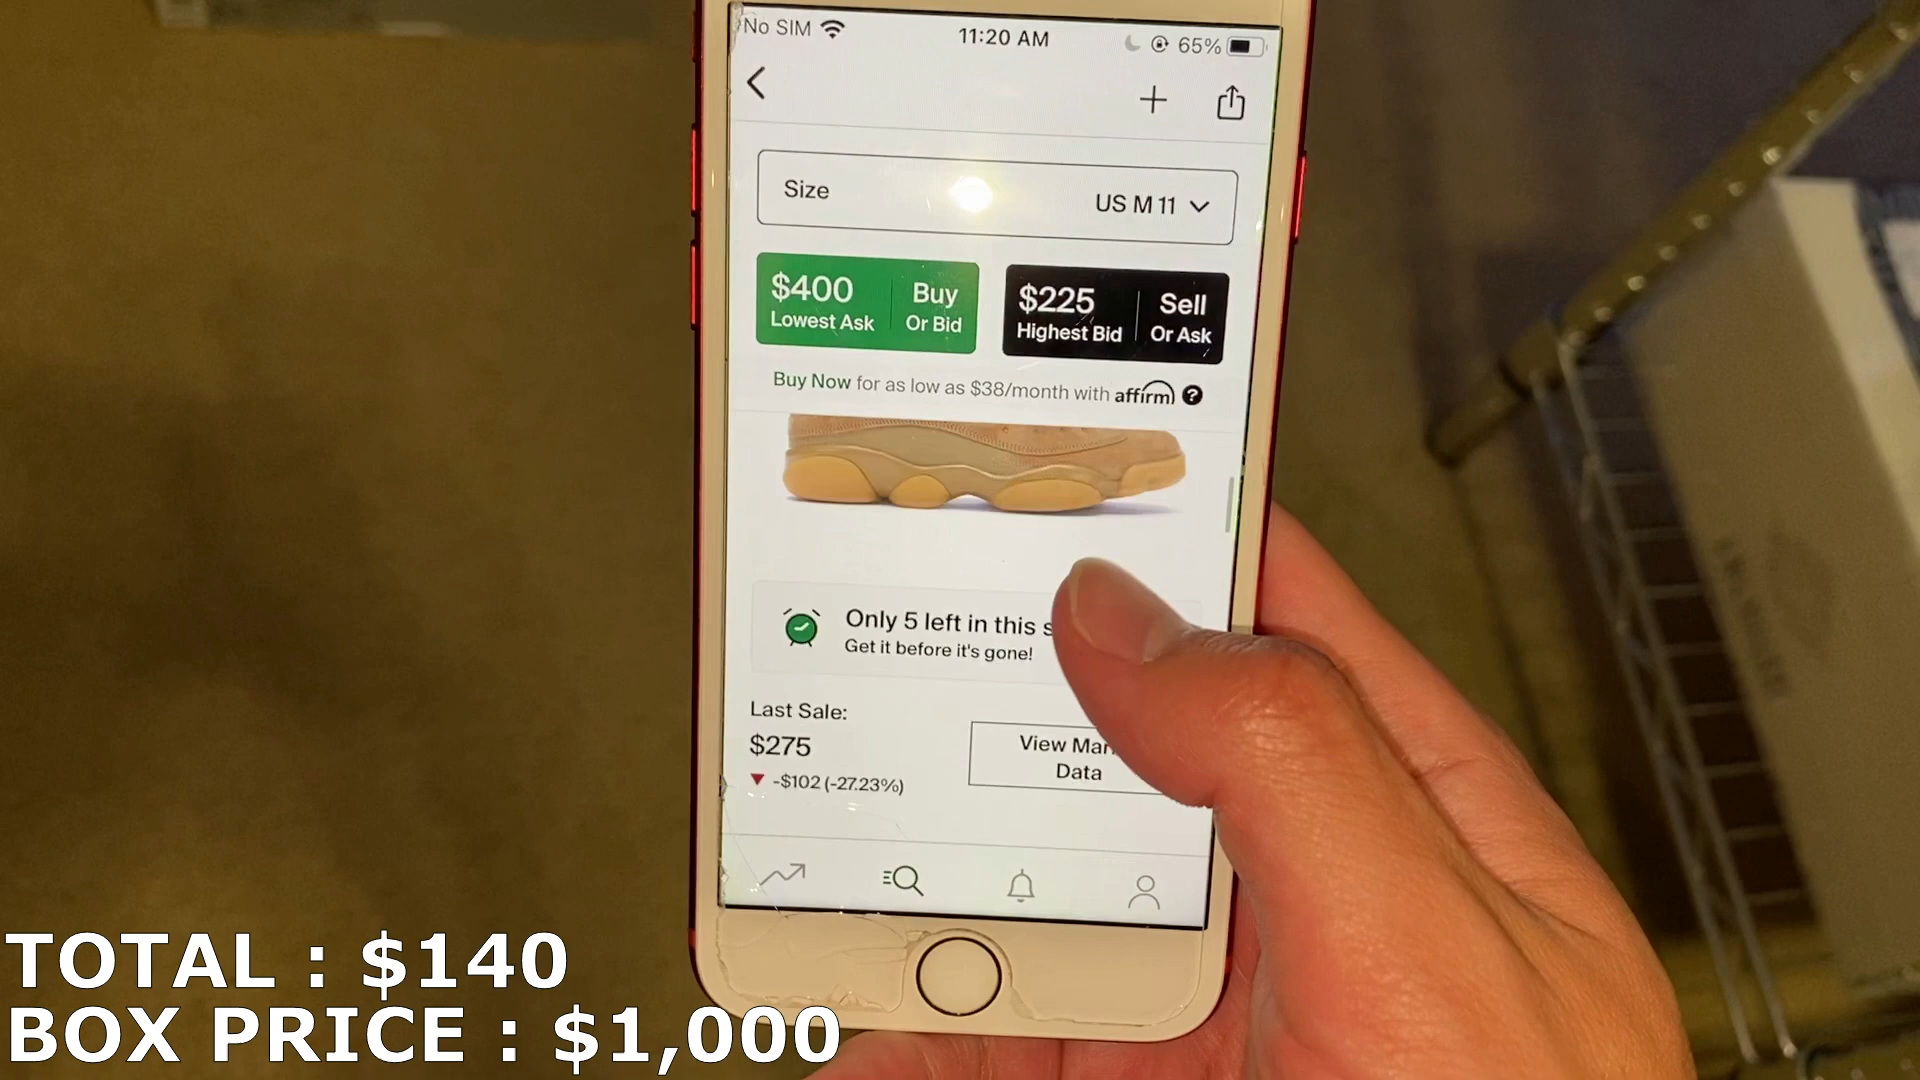 No SIM
11:20 AM
65%
Size
US M 11
$400
Lowest Ask
Buy
Or Bid
$225
Highest Bid
Sell
Or Ask
Buy Now for as low as $38/month with affirm ?
Only 5 left in this
Get it before it's gone!
Last Sale:
$275
-$102 (-27.23%)
View
Data
TOTAL : $140
BOX PRICE : $1,000